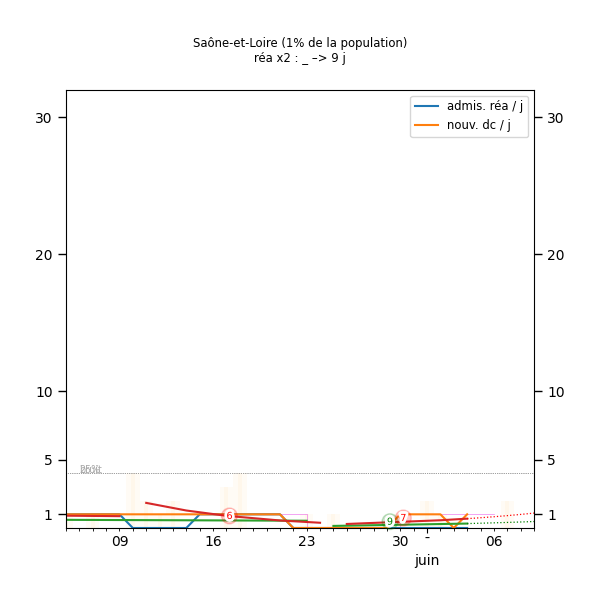 Saône-et-Loire (1% de la population)
réa x2 : _ –> 9 j
admis. réa / j
nouv. dc / j
30 30
20 20
10 10
5 5
1 1
6 9 7
09 16 23 30 - 06
juin